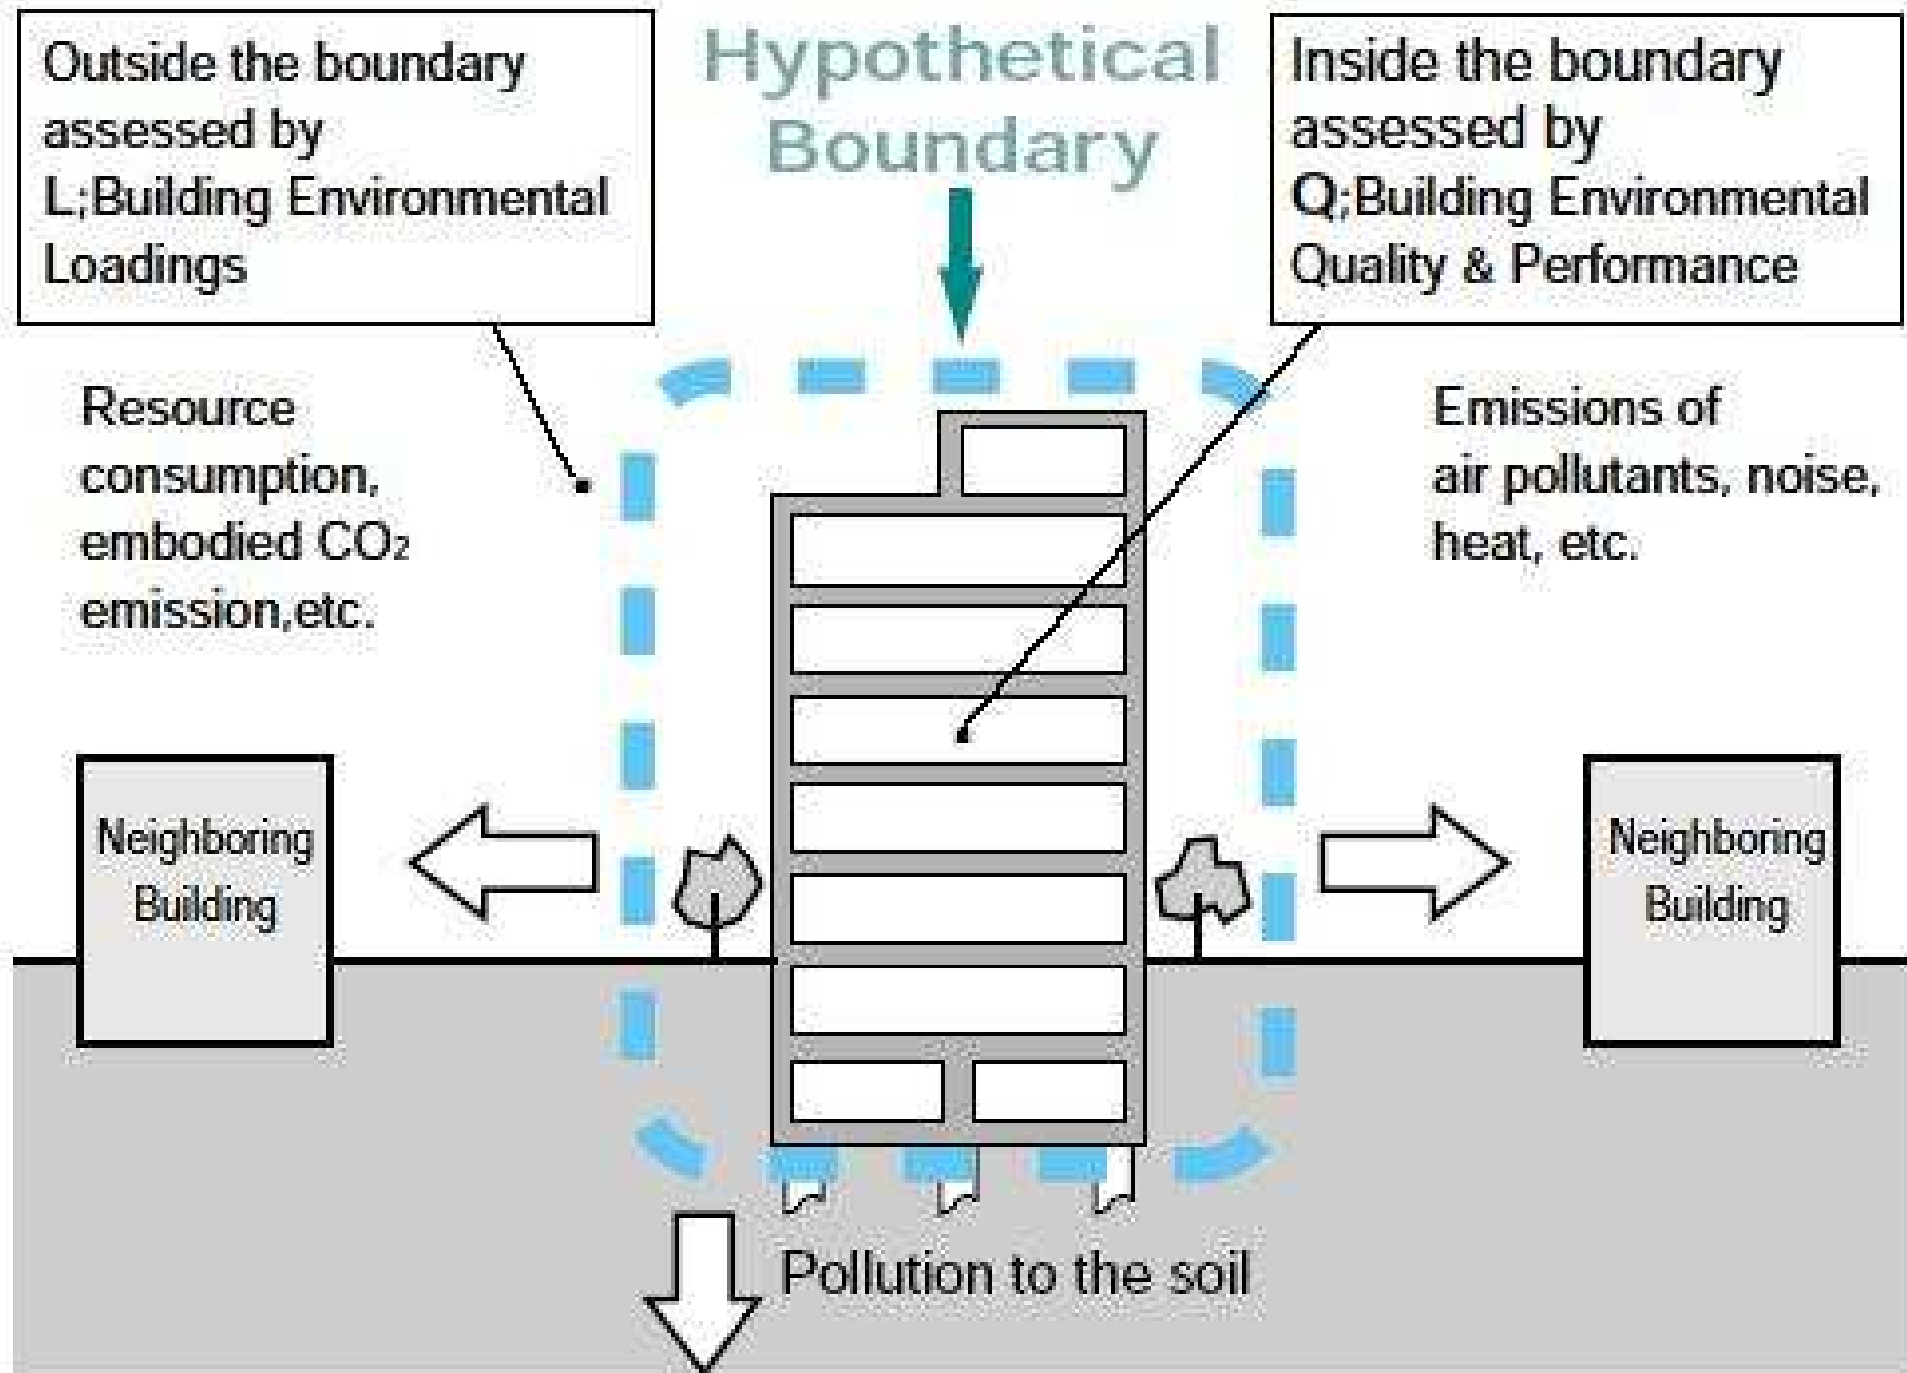 Outside the boundary
assessed by
L;Building Environmental
Loadings
Hypothetical
Boundary
Inside the boundary
assessed by
Q;Building Environmental
Quality & Performance
Resource
consumption,
embodied CO₂
emission,etc.
Emissions of
air pollutants, noise,
heat, etc.
Neighboring
Building
Neighboring
Building
Pollution to the soil